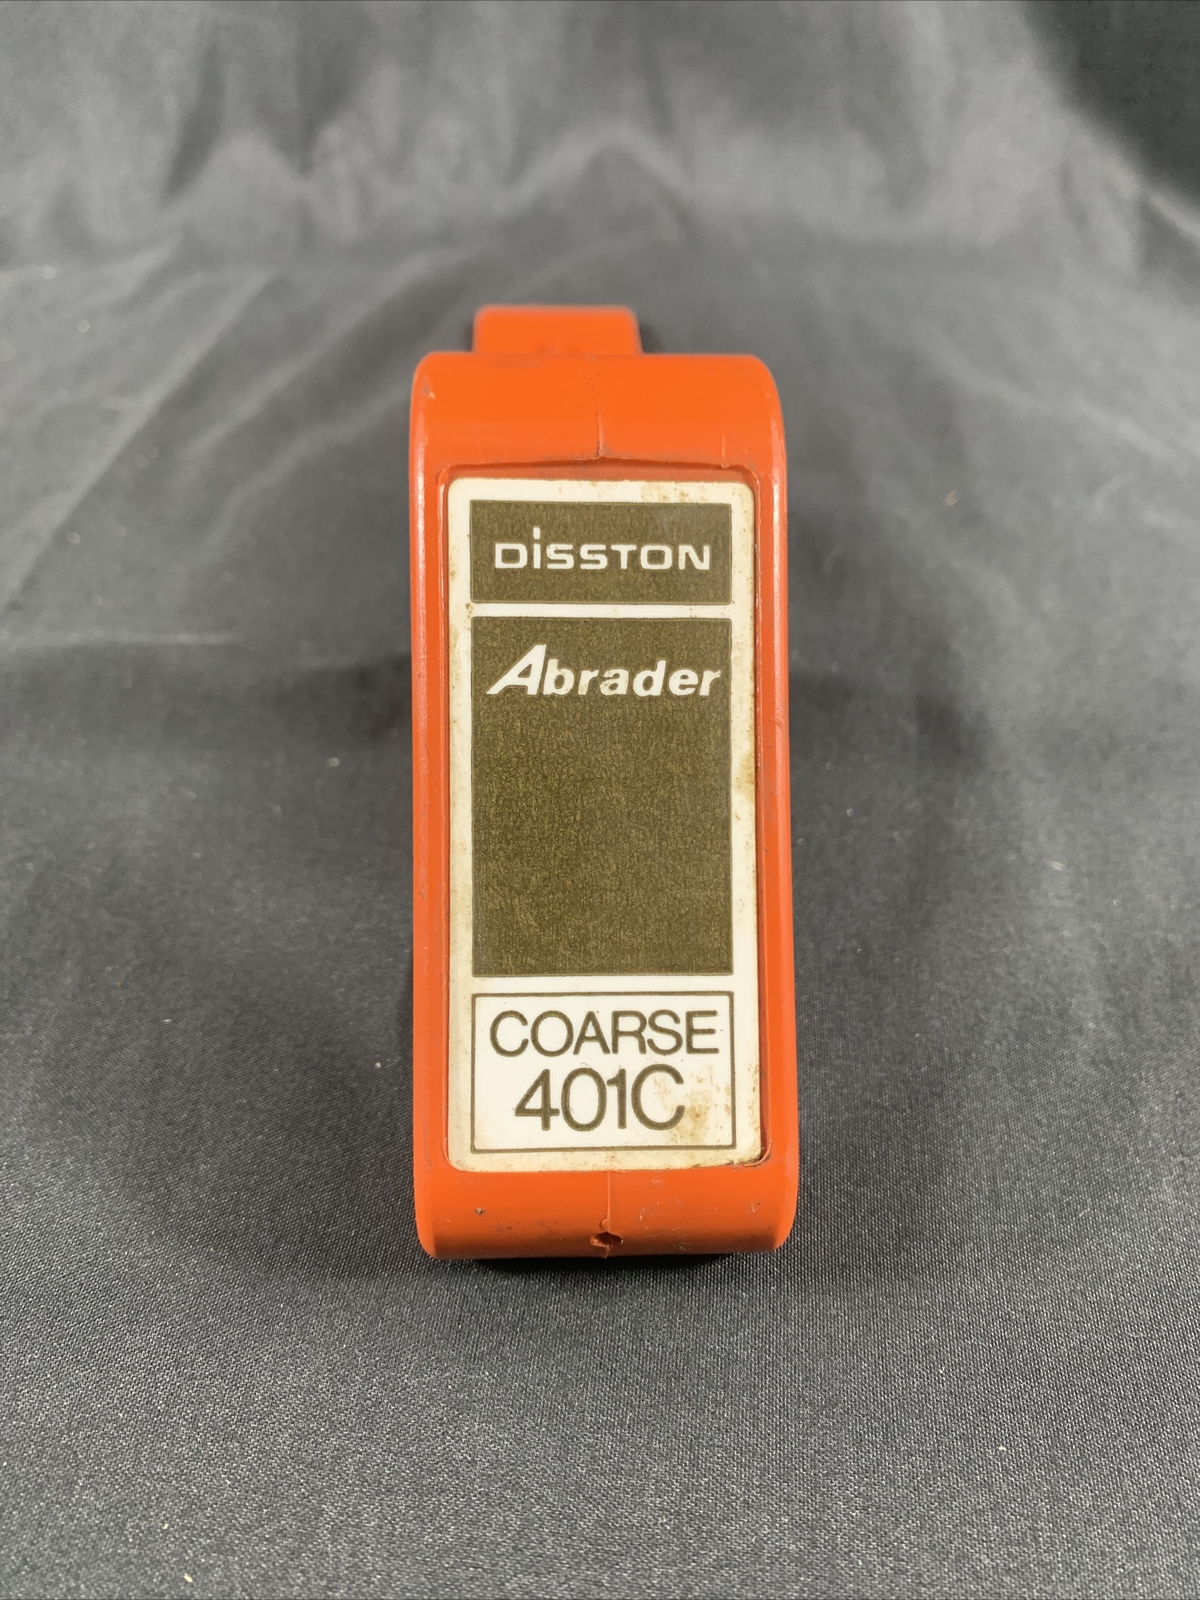 DiSSTON
Abrader
COARSE
401C